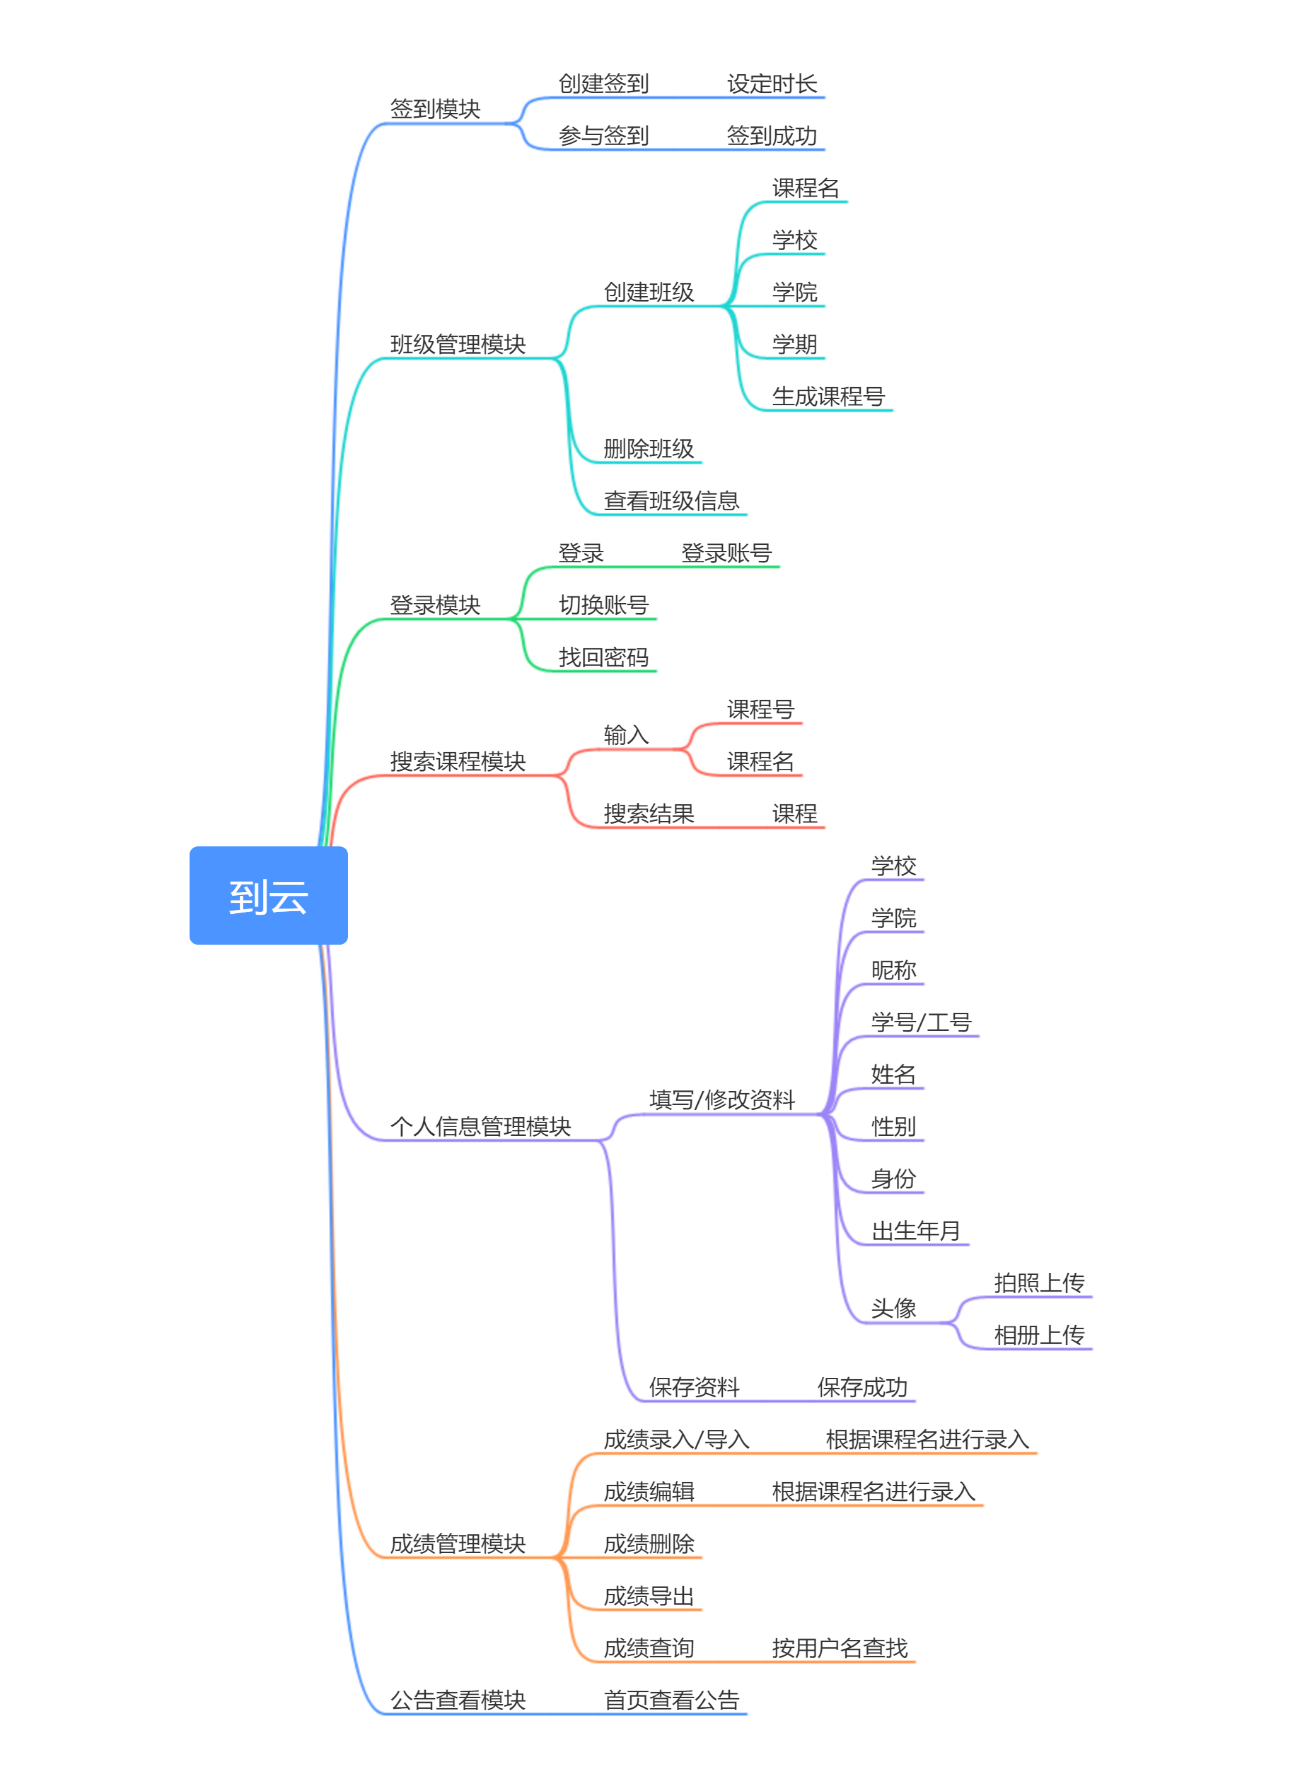 创建签到
设定时长
签到模块
参与签到
签到成功
课程名
学校
创建班级
学院
班级管理模块
学期
生成课程号
删除班级
查看班级信息
登录
登录账号
登录模块
切换账号
找回密码
课程号
输入
搜索课程模块
课程名
搜索结果
课程
到云
学校
学院
昵称
学号/工号
姓名
填写/修改资料
个人信息管理模块
性别
身份
出生年月
拍照上传
头像
相册上传
保存资料
保存成功
成绩录入/导入
根据课程名进行录入
成绩编辑
根据课程名进行录入
成绩管理模块
成绩删除
成绩导出
成绩查询
按用户名查找
公告查看模块
首页查看公告